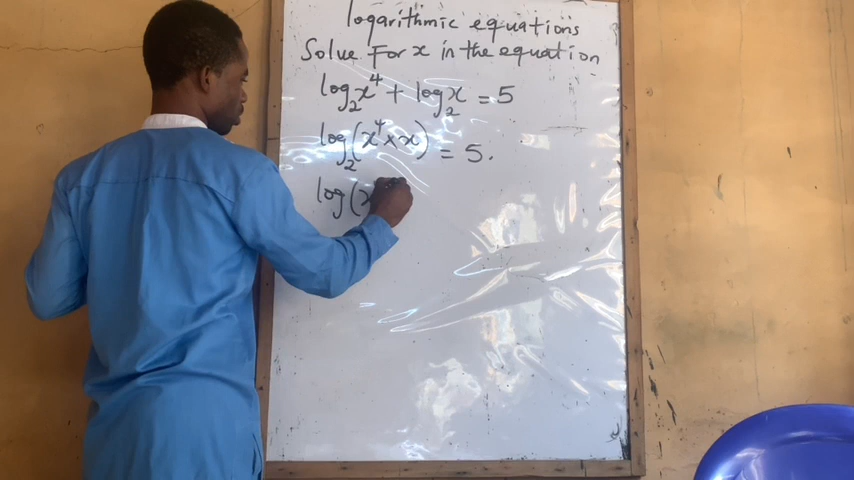 logarithmic equations
Solve For x in the equation
log₂x⁴ + log₂x = 5
log₂(x⁴ × x) = 5.
log(x